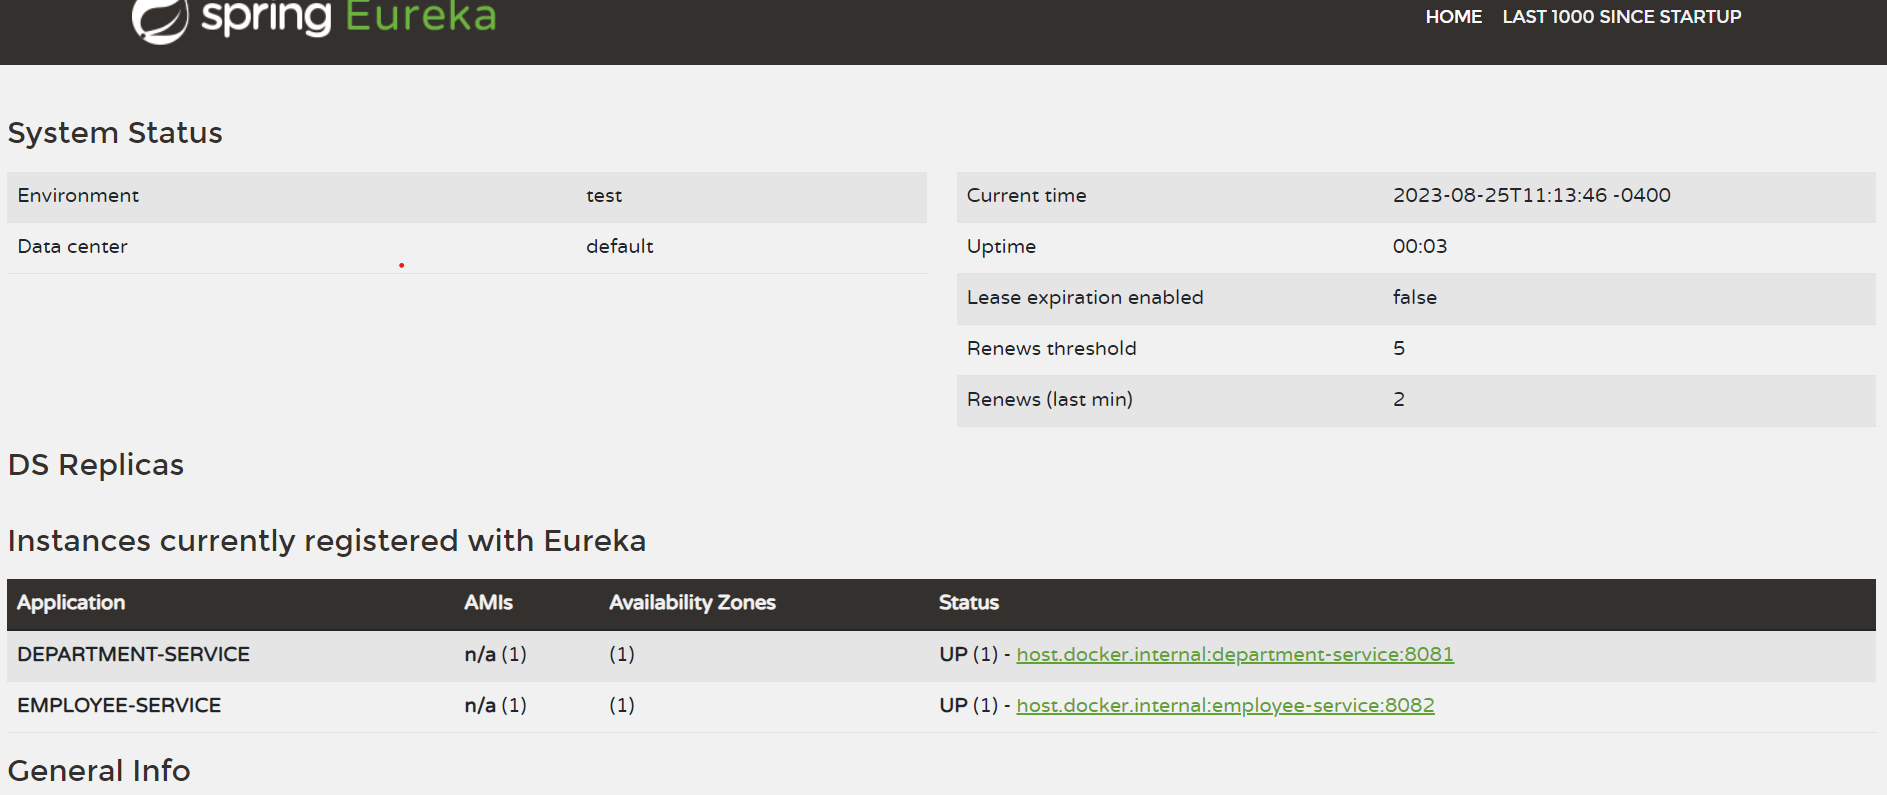 spring Eureka
HOME LAST 1000 SINCE STARTUP
System Status
Environment test
Data center default
Current time 2023-08-25T11:13:46 -0400
Uptime 00:03
Lease expiration enabled false
Renews threshold 5
Renews (last min) 2
DS Replicas
Instances currently registered with Eureka
Application AMIs Availability Zones Status
DEPARTMENT-SERVICE n/a (1) (1) UP (1) - host.docker.internal:department-service:8081
EMPLOYEE-SERVICE n/a (1) (1) UP (1) - host.docker.internal:employee-service:8082
General Info